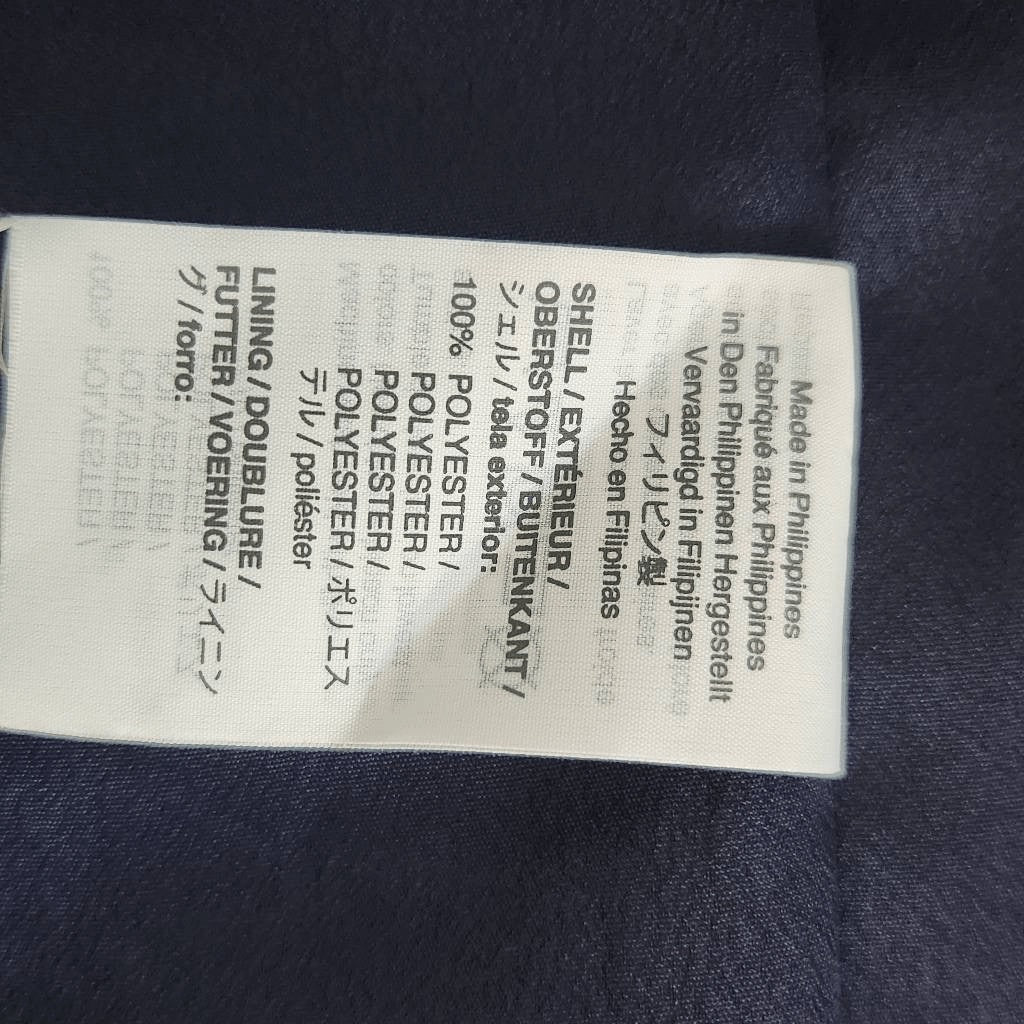 Made in Philippines
Fabriqué aux Philippines
in Den Philippinen Hergestellt
Vervaardigd in Filipijnen
フィリピン製
Hecho en Filipinas
SHELL / EXTÉRIEUR /
OBERSTOFF / BUITENKANT /
シェル / tela exterior:
100% POLYESTER /
POLYESTER /
POLYESTER /
POLYESTER / ポリエス
テル / poliéster
LINING / DOUBLURE /
FUTTER / VOERING / ライニン
グ / forro: